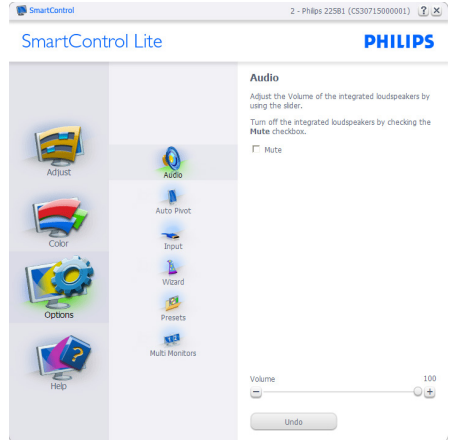 SmartControl
2 - Philips 225B1 (CS30715000001)
SmartControl Lite
PHILIPS
Adjust
Color
Options
Help
Audio
Auto Pivot
Input
Wizard
Presets
Multi Monitors
Audio
Adjust the Volume of the integrated loudspeakers by
using the slider.
Turn off the integrated loudspeakers by checking the
Mute checkbox.
Mute
Volume
100
Undo